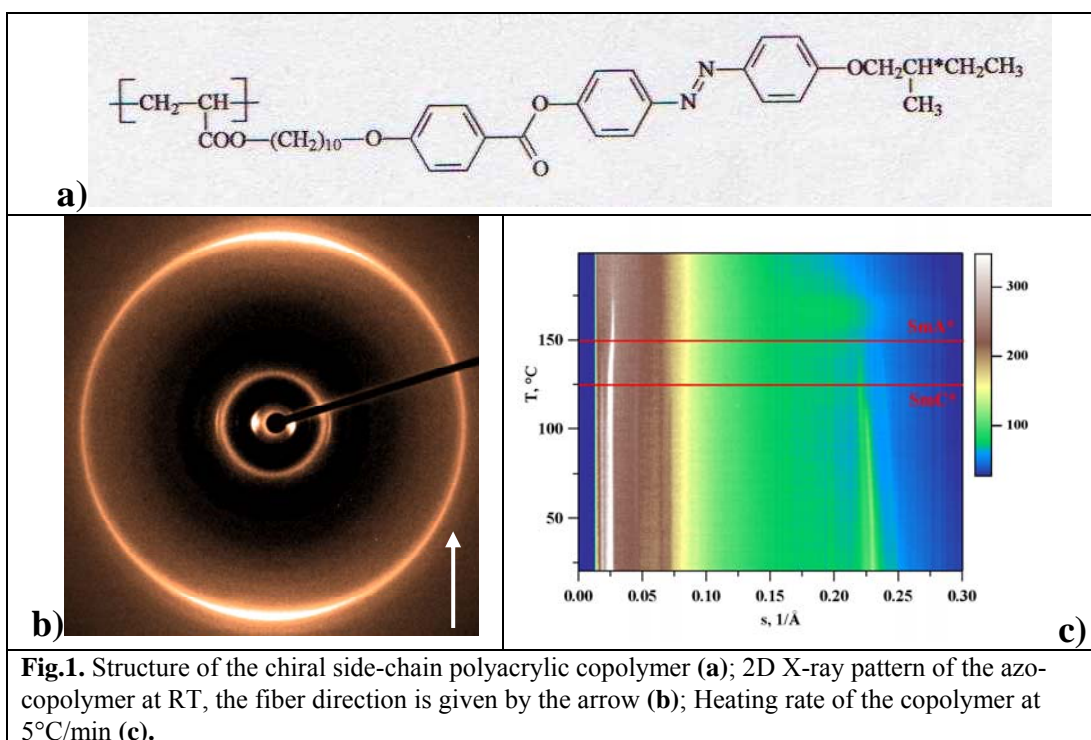 CH₂—CH
COO—(CH₂)₁₀—O
O
O
N
N
OCH₂CH*CH₂CH₃
CH₃
a)
b)
T, °C
150
100
50
300
200
100
SmA*
SmC*
0.00 0.05 0.10 0.15 0.20 0.25 0.30
s, 1/Å
c)
Fig.1. Structure of the chiral side-chain polyacrylic copolymer (a); 2D X-ray pattern of the azo-
copolymer at RT, the fiber direction is given by the arrow (b); Heating rate of the copolymer at
5°C/min (c).